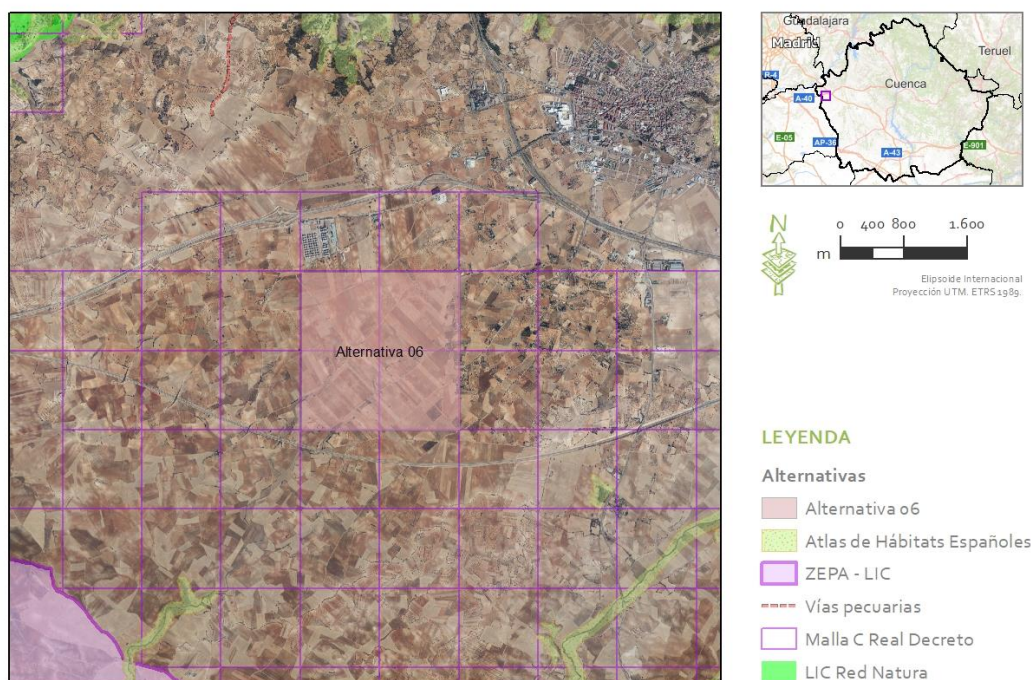 Alternativa 06
Guadalajara
Madrid
Teruel
R-4
Cuenca
A-40
E-05
AP-36
A-43
E-901
N
0 400 800 1.600
m
Elipsoide Internacional
Proyección UTM. ETRS 1989.
LEYENDA
Alternativas
Alternativa 06
Atlas de Hábitats Españoles
ZEPA - LIC
Vías pecuarias
Malla C Real Decreto
LIC Red Natura